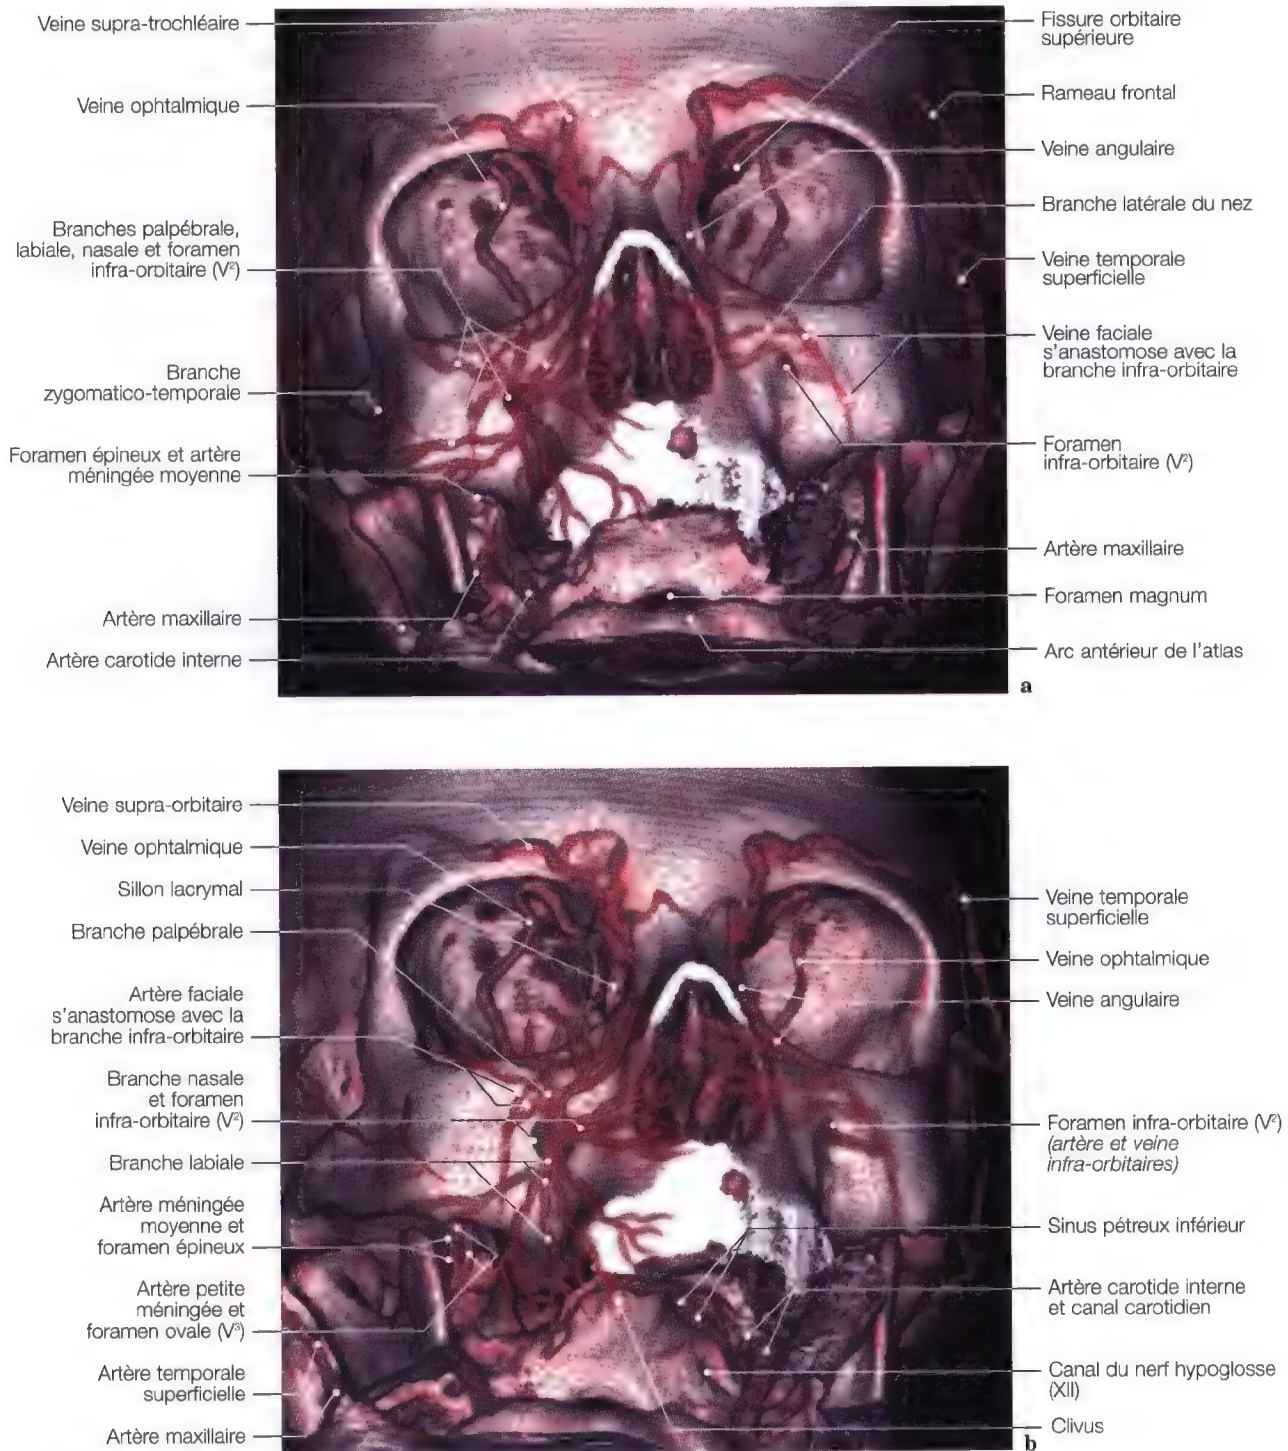 Veine supra-trochléaire
Veine ophtalmique
Branches palpébrale,
labiale, nasale et foramen
infra-orbitaire (V²)
Branche
zygomatico-temporale
Foramen épineux et artère
méningée moyenne
Artère maxillaire
Artère carotide interne
Fissure orbitaire
supérieure
Rameau frontal
Veine angulaire
Branche latérale du nez
Veine temporale
superficielle
Veine faciale
s'anastomose avec la
branche infra-orbitaire
Foramen
infra-orbitaire (V²)
Artère maxillaire
Foramen magnum
Arc antérieur de l'atlas
a
Veine supra-orbitaire
Veine ophtalmique
Sillon lacrymal
Branche palpébrale
Artère faciale
s'anastomose avec la
branche infra-orbitaire
Branche nasale
et foramen
infra-orbitaire (V²)
Branche labiale
Artère méningée
moyenne et
foramen épineux
Artère petite
méningée et
foramen ovale (V³)
Artère temporale
superficielle
Artère maxillaire
Veine temporale
superficielle
Veine ophtalmique
Veine angulaire
Foramen infra-orbitaire (V²)
(artère et veine
infra-orbitaires)
Sinus pétreux inférieur
Artère carotide interne
et canal carotidien
Canal du nerf hypoglosse
(XII)
Clivus
b